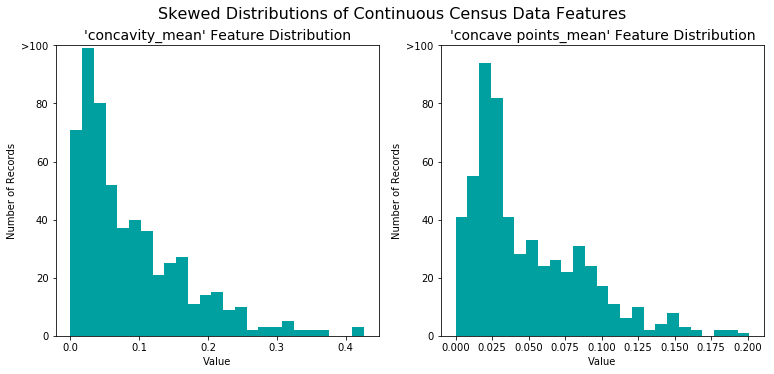 Skewed Distributions of Continuous Census Data Features
'concavity_mean' Feature Distribution
>100
80
60
40
20
0
Number of Records
0.0 0.1 0.2 0.3 0.4
Value
'concave points_mean' Feature Distribution
>100
80
60
40
20
0
Number of Records
0.000 0.025 0.050 0.075 0.100 0.125 0.150 0.175 0.200
Value